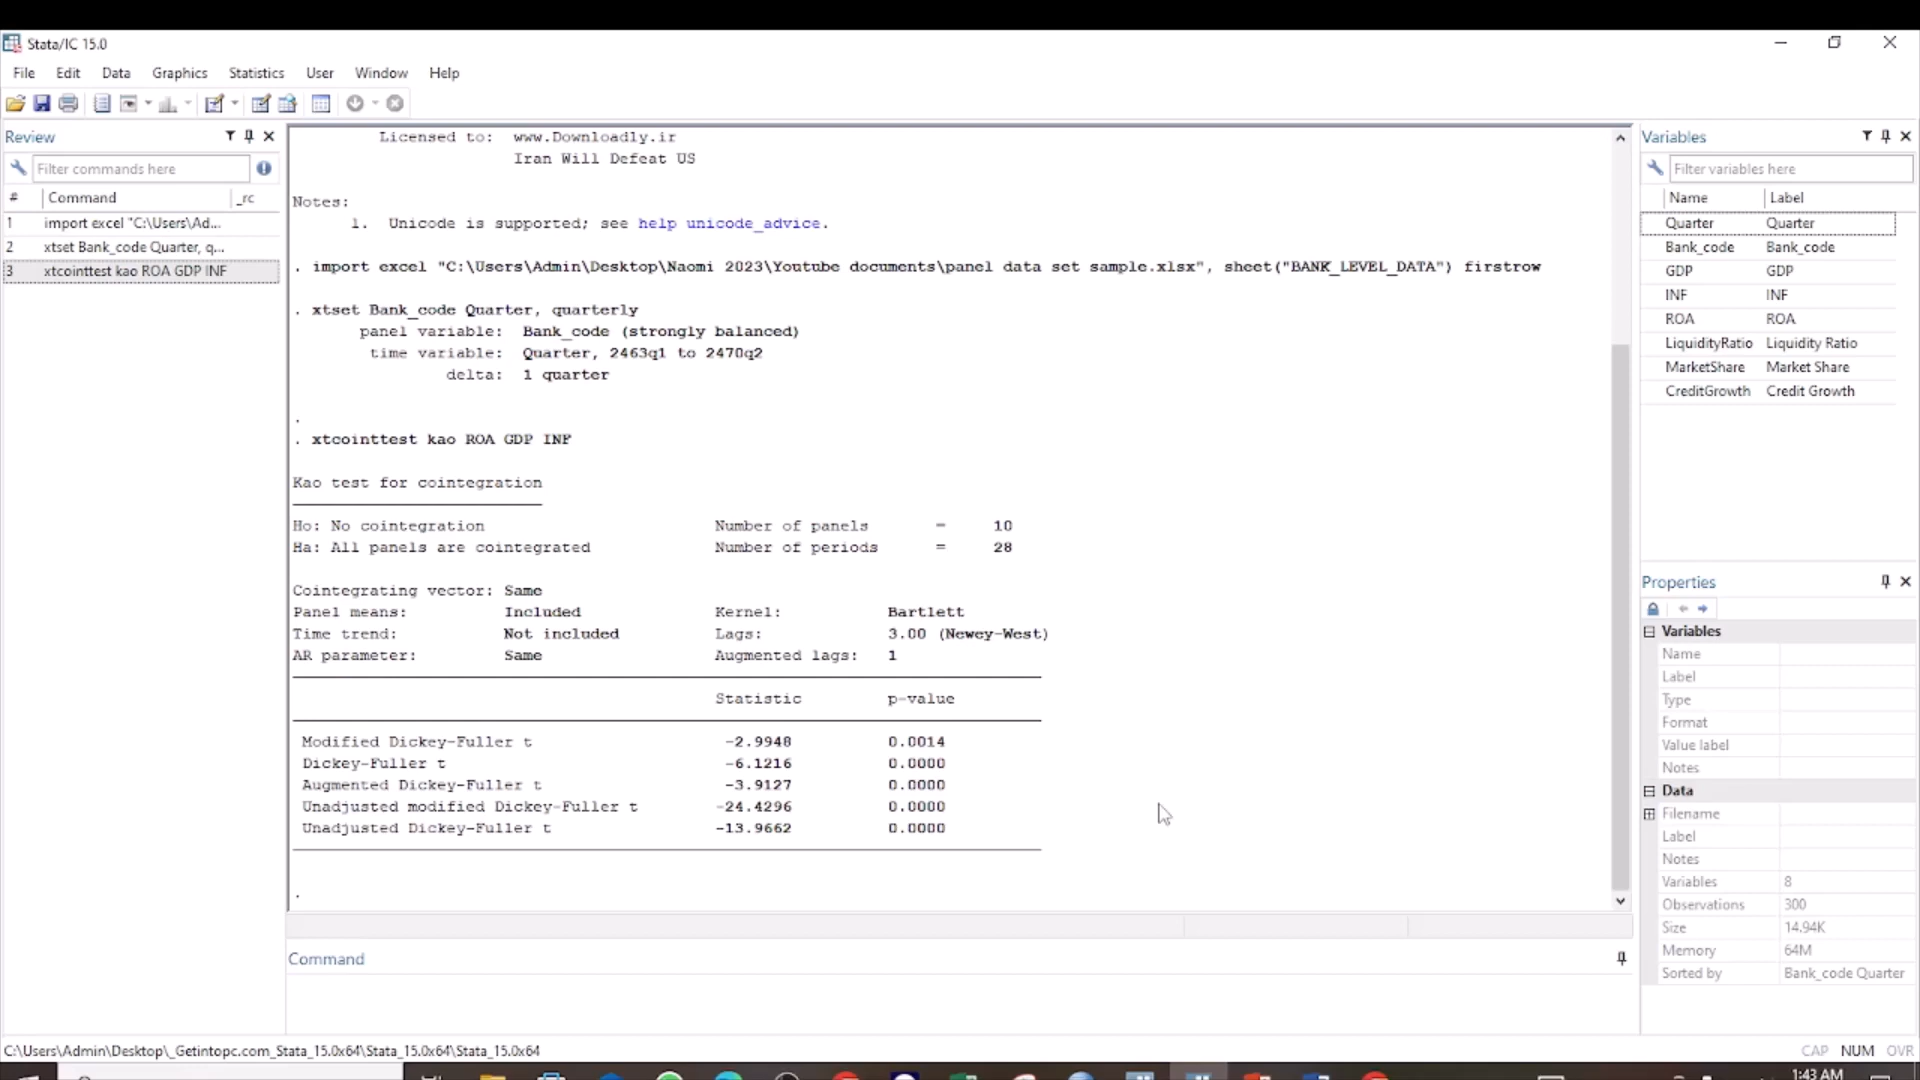 Stata/IC 15.0
File Edit Data Graphics Statistics User Window Help
Review
Filter commands here
# Command _rc
1 import excel "C:\Users\Ad...
2 xtset Bank_code Quarter, q...
3 xtcointtest kao ROA GDP INF
Licensed to: www.Downloadly.ir
Iran Will Defeat US
Notes:
1. Unicode is supported; see help unicode_advice.
. import excel "C:\Users\Admin\Desktop\Naomi 2023\Youtube documents\panel data set sample.xlsx", sheet("BANK_LEVEL_DATA") firstrow
. xtset Bank_code Quarter, quarterly
panel variable: Bank_code (strongly balanced)
time variable: Quarter, 2463q1 to 2470q2
delta: 1 quarter
.
. xtcointtest kao ROA GDP INF
Kao test for cointegration
Ho: No cointegration Number of panels = 10
Ha: All panels are cointegrated Number of periods = 28
Cointegrating vector: Same
Panel means: Included Kernel: Bartlett
Time trend: Not included Lags: 3.00 (Newey-West)
AR parameter: Same Augmented lags: 1
Statistic p-value
Modified Dickey-Fuller t -2.9948 0.0014
Dickey-Fuller t -6.1216 0.0000
Augmented Dickey-Fuller t -3.9127 0.0000
Unadjusted modified Dickey-Fuller t -24.4296 0.0000
Unadjusted Dickey-Fuller t -13.9662 0.0000
.
Command
Variables
Filter variables here
Name Label
Quarter Quarter
Bank_code Bank_code
GDP GDP
INF INF
ROA ROA
LiquidityRatio Liquidity Ratio
MarketShare Market Share
CreditGrowth Credit Growth
Properties
Variables
Name
Label
Type
Format
Value label
Notes
Data
Filename
Label
Notes
Variables 8
Observations 300
Size 14.94K
Memory 64M
Sorted by Bank_code Quarter
C:\Users\Admin\Desktop\_Getintopc.com_Stata_15.0x64\Stata_15.0x64\Stata_15.0x64
CAP NUM OVR
1:43 AM